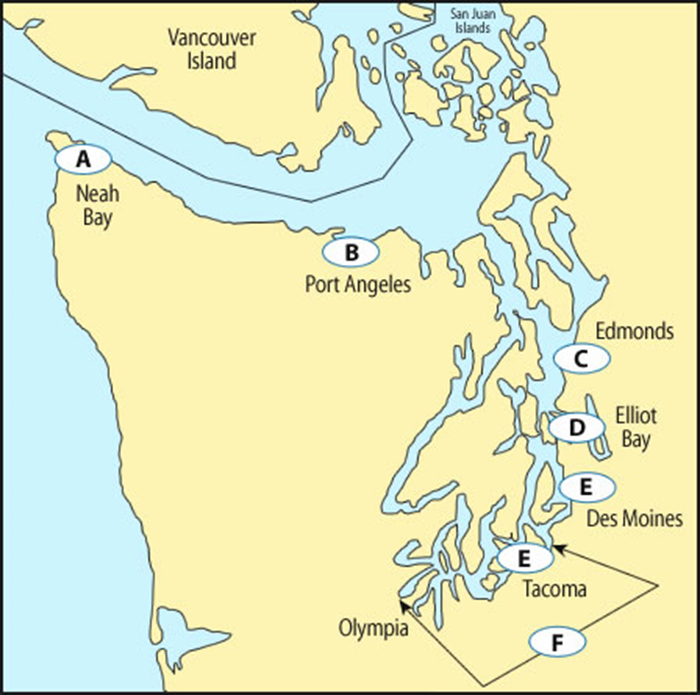 San Juan
Islands
Vancouver
Island
A
Neah
Bay
B
Port Angeles
Edmonds
C
Elliot
Bay
D
E
Des Moines
E
Tacoma
Olympia
F